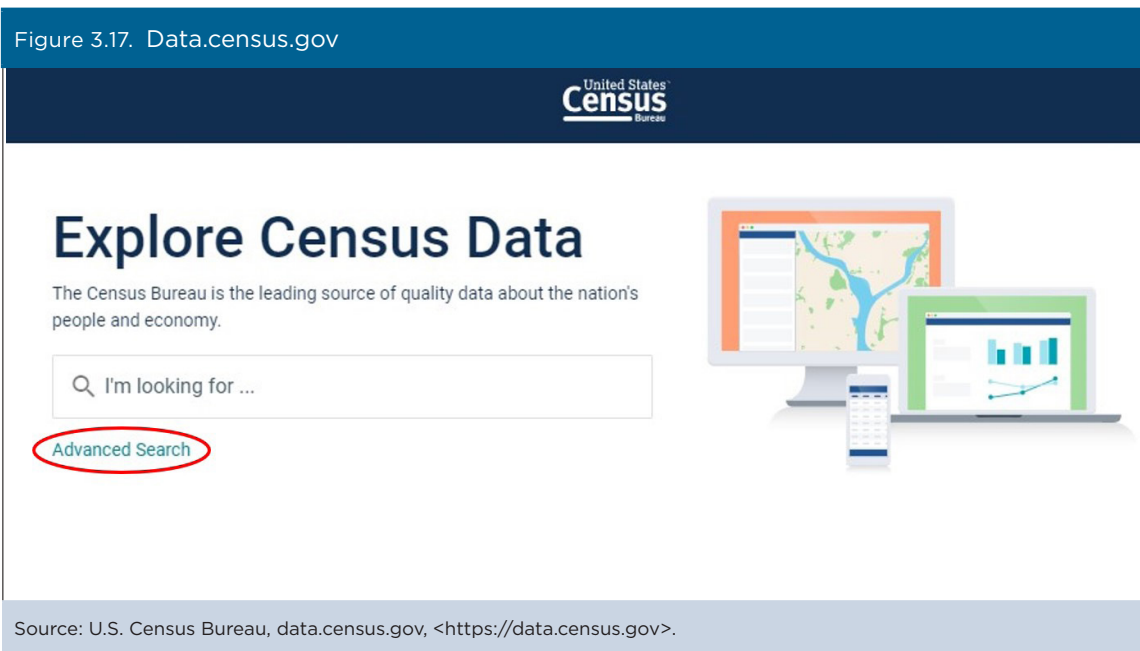 Figure 3.17. Data.census.gov
United States
Census
Bureau
Explore Census Data
The Census Bureau is the leading source of quality data about the nation's
people and economy.
I'm looking for ...
Advanced Search
Source: U.S. Census Bureau, data.census.gov, <https://data.census.gov>.